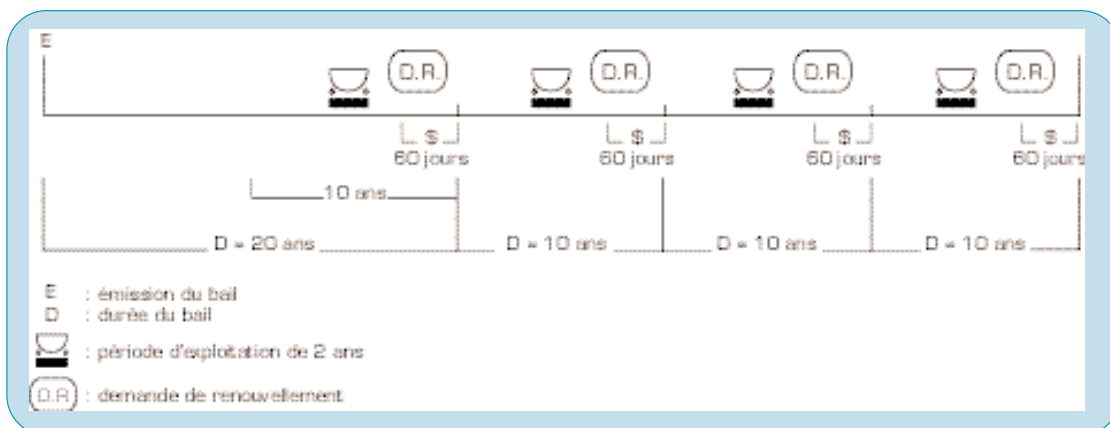 E
D.R. D.R. D.R. D.R.
$ $ $ $
60 jours 60 jours 60 jours 60 jours
10 ans
D = 20 ans D = 10 ans D = 10 ans D = 10 ans
E : émission du bail
D : durée du bail
: période d'exploitation de 2 ans
D.R. : demande de renouvellement